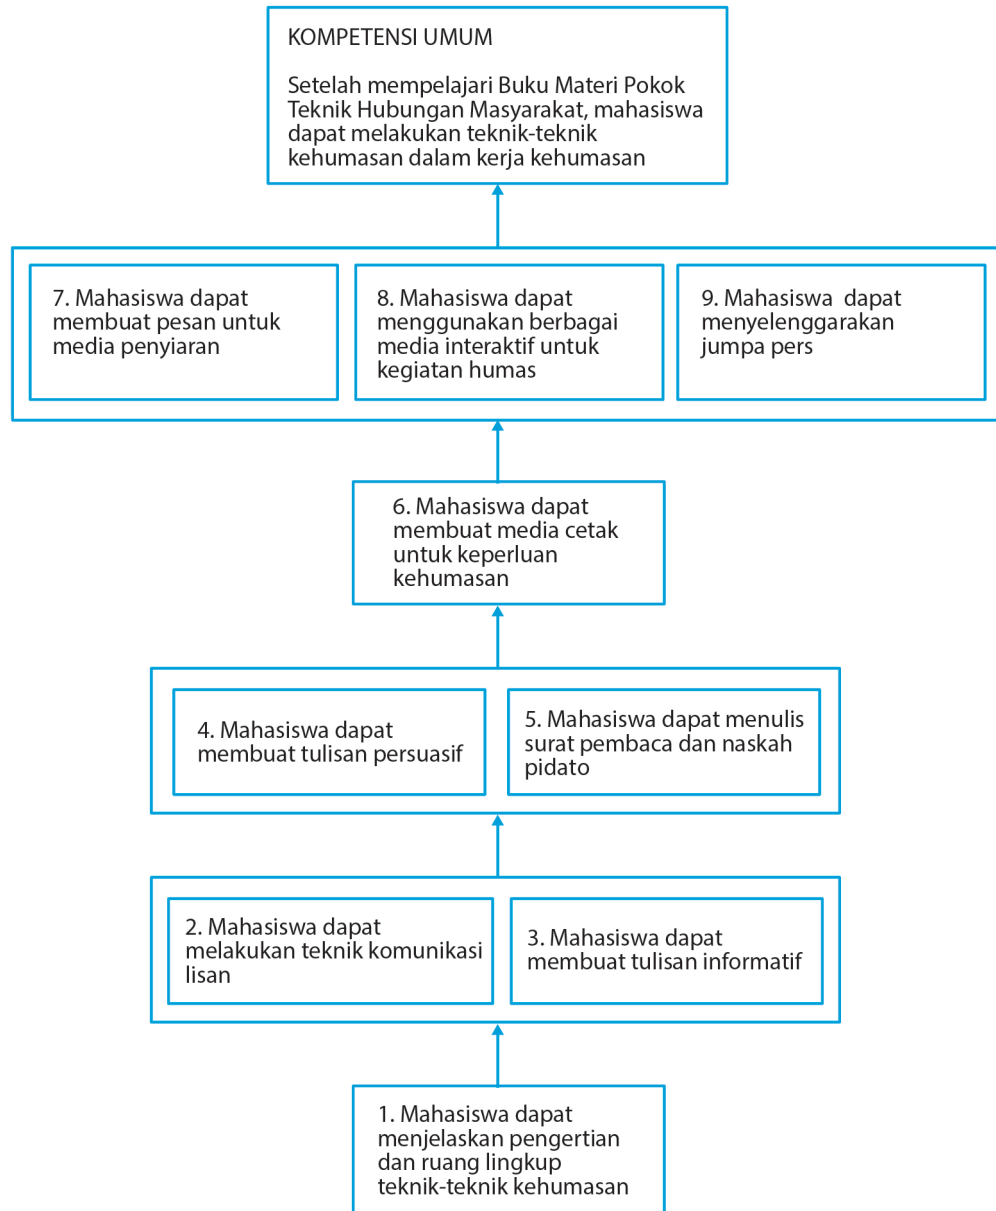 KOMPETENSI UMUM
Setelah mempelajari Buku Materi Pokok
Teknik Hubungan Masyarakat, mahasiswa
dapat melakukan teknik-teknik
kehumasan dalam kerja kehumasan
7. Mahasiswa dapat
membuat pesan untuk
media penyiaran
8. Mahasiswa dapat
menggunakan berbagai
media interaktif untuk
kegiatan humas
9. Mahasiswa dapat
menyelenggarakan
jumpa pers
6. Mahasiswa dapat
membuat media cetak
untuk keperluan
kehumasan
4. Mahasiswa dapat
membuat tulisan persuasif
5. Mahasiswa dapat menulis
surat pembaca dan naskah
pidato
2. Mahasiswa dapat
melakukan teknik komunikasi
lisan
3. Mahasiswa dapat
membuat tulisan informatif
1. Mahasiswa dapat
menjelaskan pengertian
dan ruang lingkup
teknik-teknik kehumasan